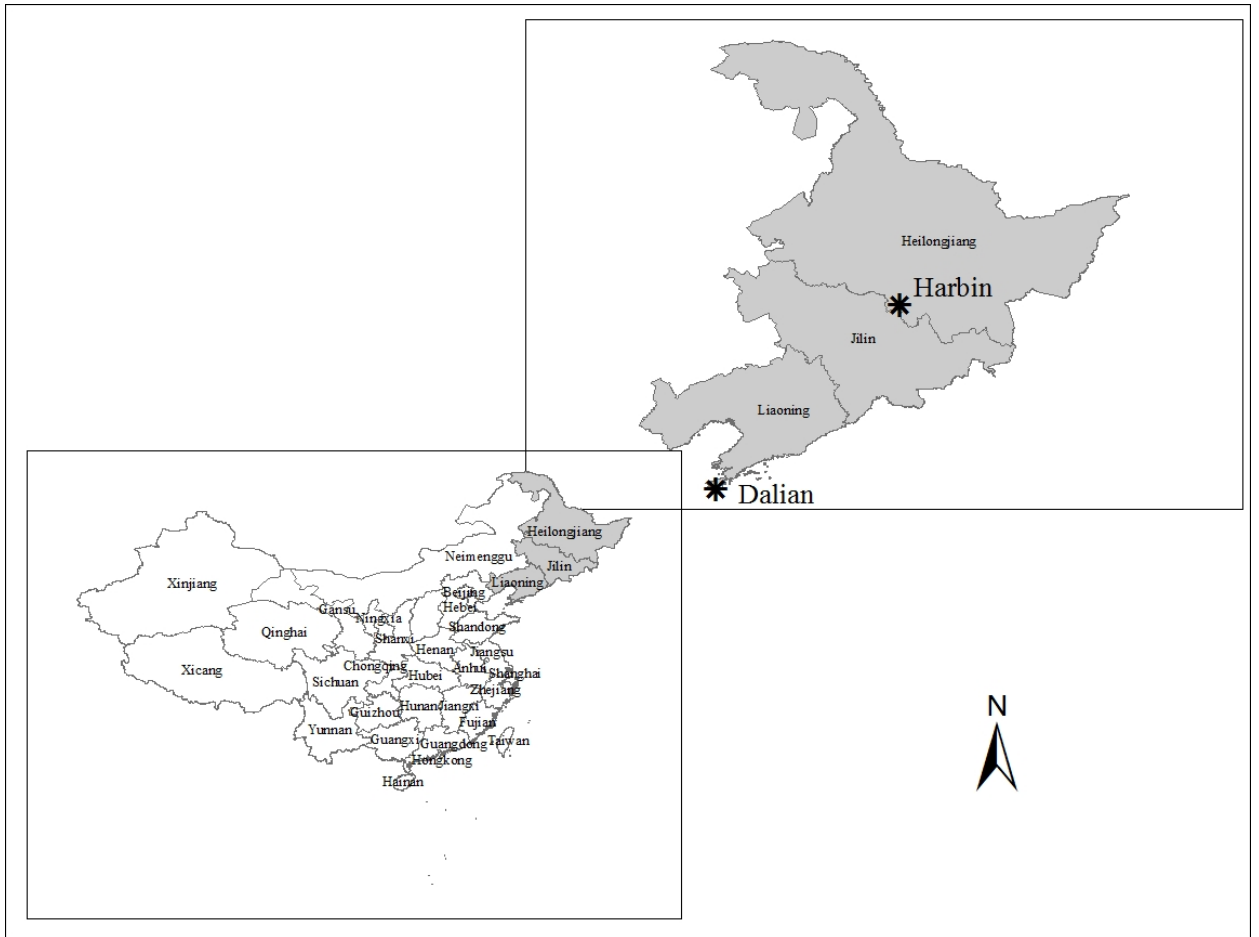 Heilongjiang
Harbin
Jilin
Liaoning
Dalian
Heilongjiang
Neimenggu
Jilin
Xinjiang
Liaoning
Beijing
Gansu
Hebei
Ningxia
Qinghai
Shandong
Shanxi
Henan
Jiangsu
Xicang
Chongqing
Anhui
Sichuan
Hubei
Shanghai
Zhejiang
Guizhou
Hunan
Jiangxi
Yunnan
Fujian
Guangxi
Guangdong
Taiwan
Hongkong
Hainan
N